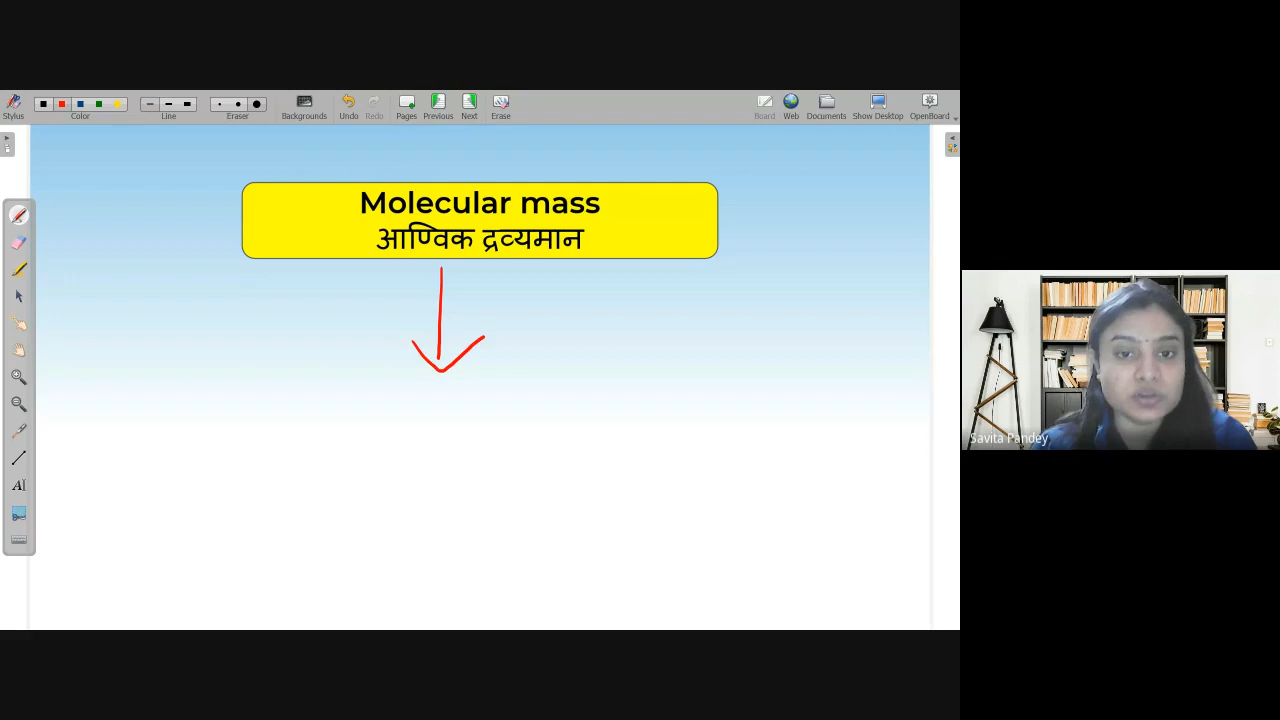 Stylus
Color
Line
Eraser
Backgrounds
Undo
Redo
Pages
Previous
Next
Erase
Board
Web
Documents
Show Desktop
OpenBoard
Molecular mass
आण्विक द्रव्यमान
Savita Pandey